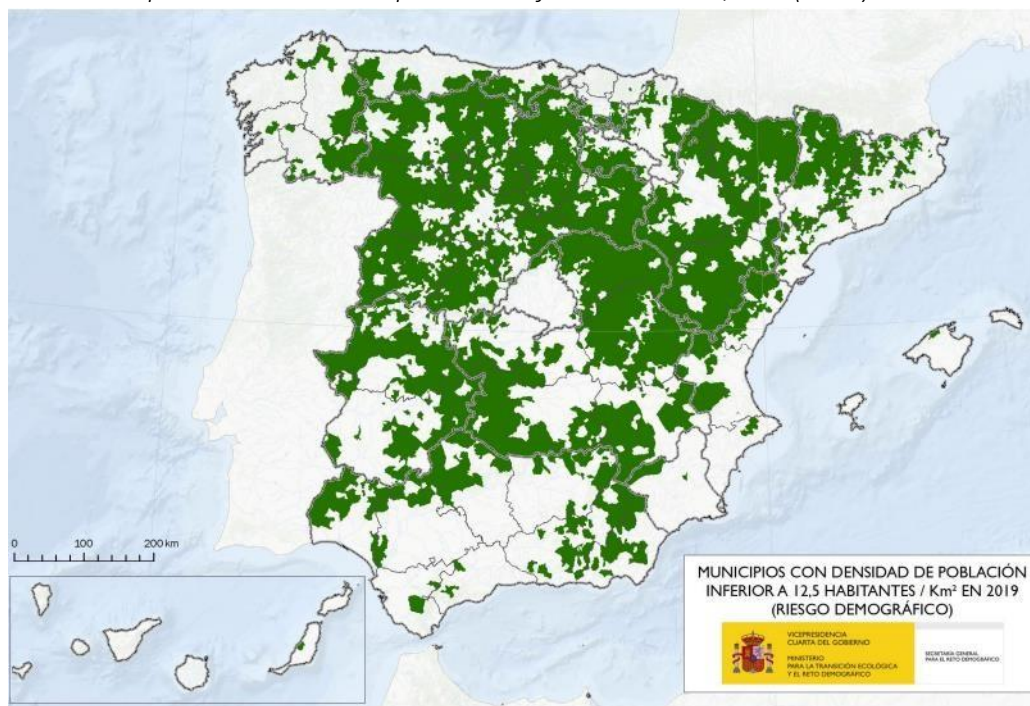 0 100 200 km
MUNICIPIOS CON DENSIDAD DE POBLACIÓN
INFERIOR A 12,5 HABITANTES / Km² EN 2019
(RIESGO DEMOGRÁFICO)
VICEPRESIDENCIA
CUARTA DEL GOBIERNO
MINISTERIO
PARA LA TRANSICIÓN ECOLÓGICA
Y EL RETO DEMOGRÁFICO
SECRETARÍA GENERAL
PARA EL RETO DEMOGRÁFICO